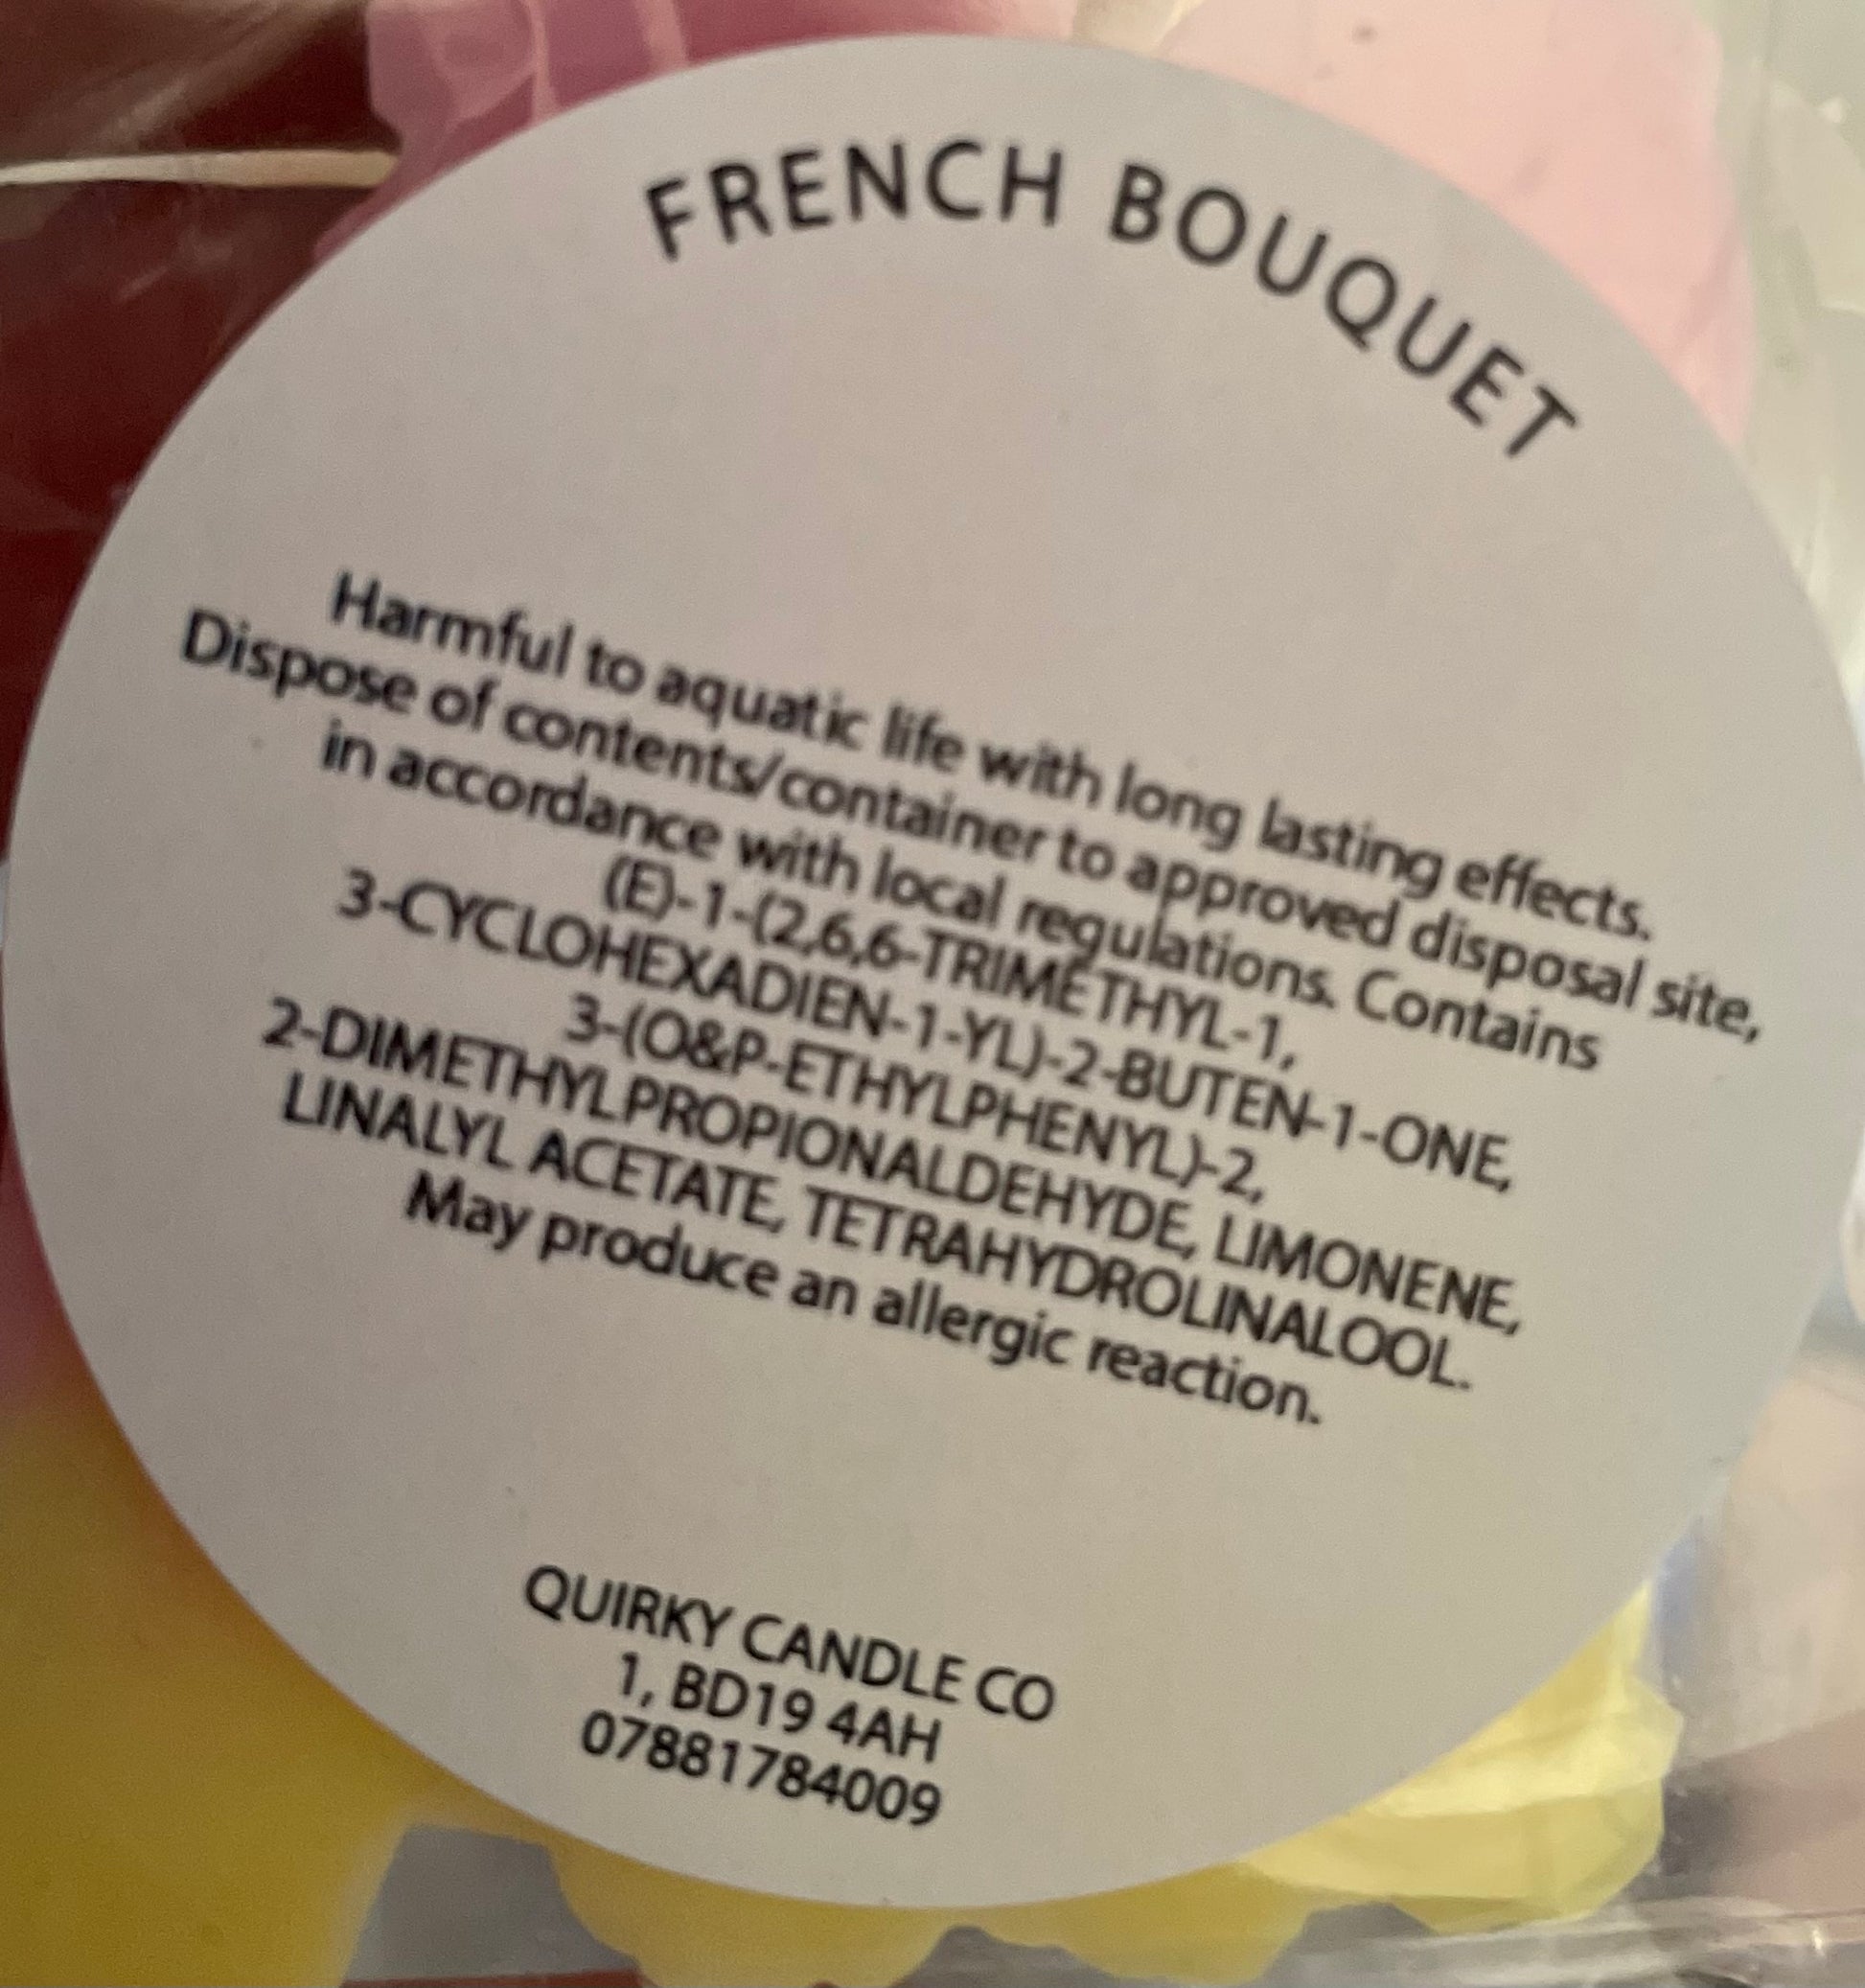 FRENCH BOUQUET
Harmful to aquatic life with long lasting effects.
Dispose of contents/container to approved disposal site,
in accordance with local regulations. Contains
(E)-1-(2,6,6-TRIMETHYL-1,
3-CYCLOHEXADIEN-1-YL)-2-BUTEN-1-ONE,
3-(O&P-ETHYLPHENYL)-2,
2-DIMETHYLPROPIONALDEHYDE, LIMONENE,
LINALYL ACETATE, TETRAHYDROLINALOOL.
May produce an allergic reaction.
QUIRKY CANDLE CO
1, BD19 4AH
07881784009